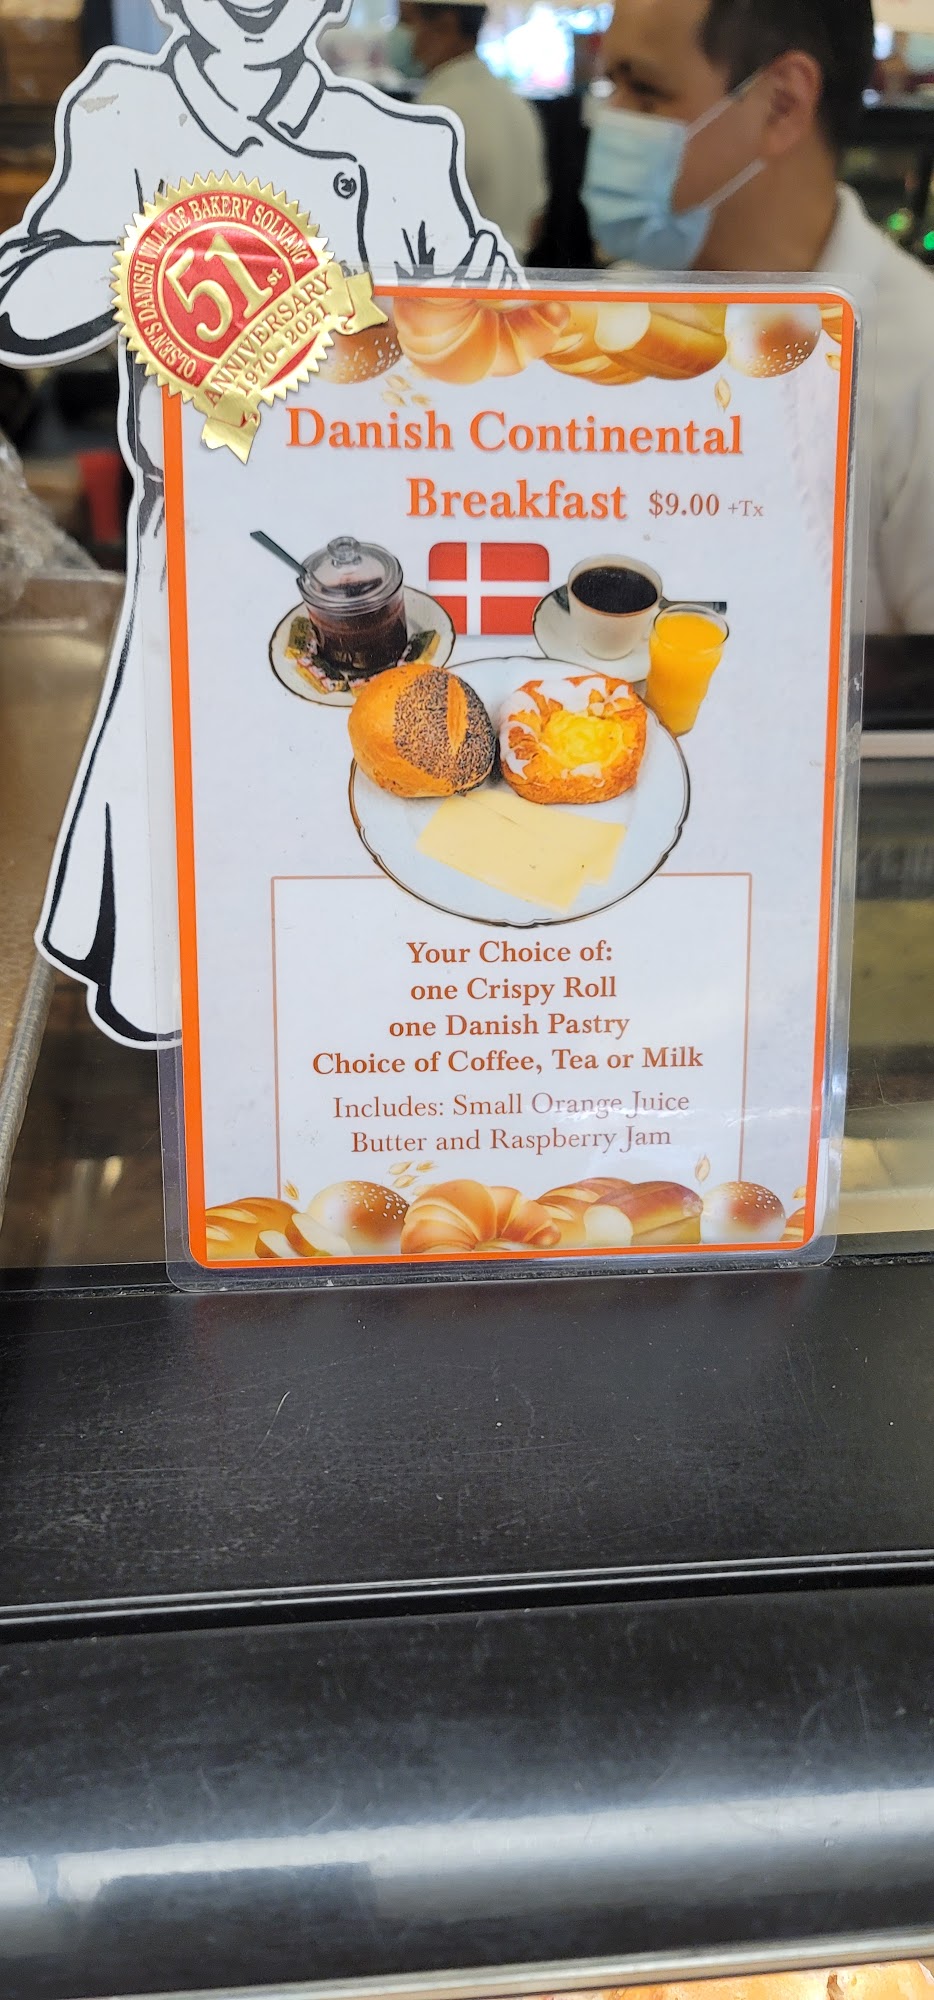 OLSEN'S DANISH VILLAGE BAKERY SOLVANG
51st
ANNIVERSARY
1970-2021
Danish Continental
Breakfast $9.00 +Tx
Your Choice of:
one Crispy Roll
one Danish Pastry
Choice of Coffee, Tea or Milk
Includes: Small Orange Juice
Butter and Raspberry Jam